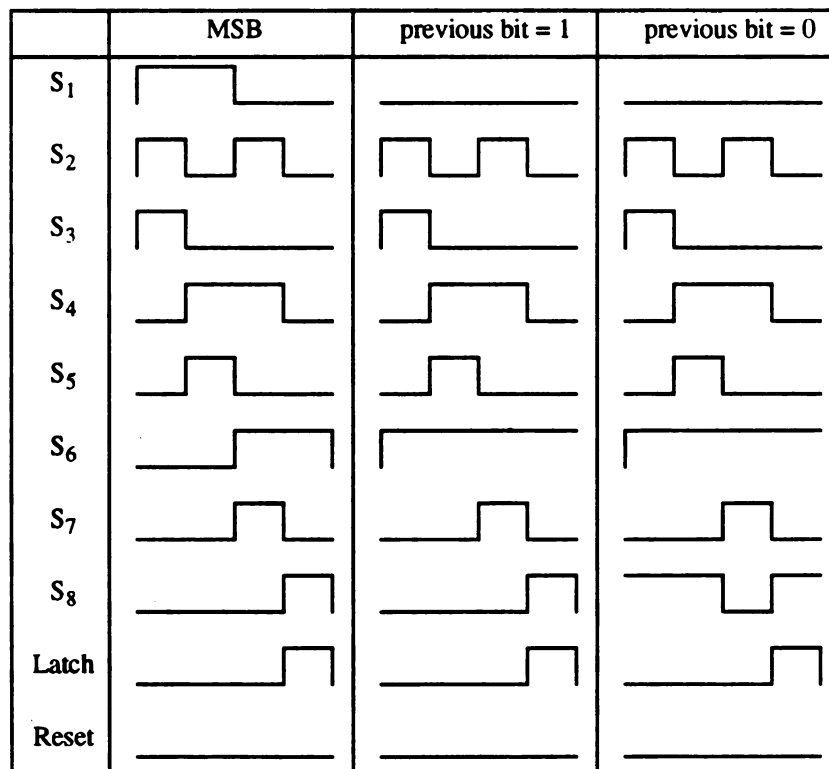 MSB previous bit = 1 previous bit = 0
S1
S2
S3
S4
S5
S6
S7
S8
Latch
Reset